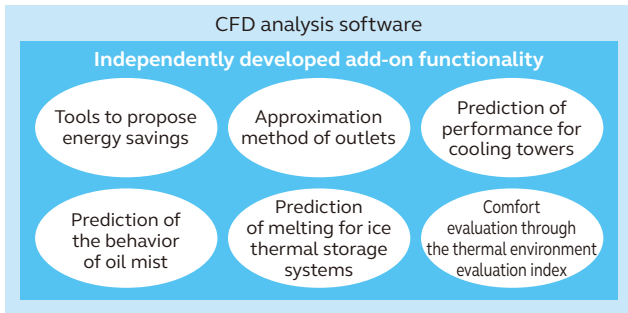 CFD analysis software
Independently developed add-on functionality
Tools to propose
energy savings
Approximation
method of outlets
Prediction of
performance for
cooling towers
Prediction of
the behavior
of oil mist
Prediction
of melting for ice
thermal storage
systems
Comfort
evaluation through
the thermal environment
evaluation index